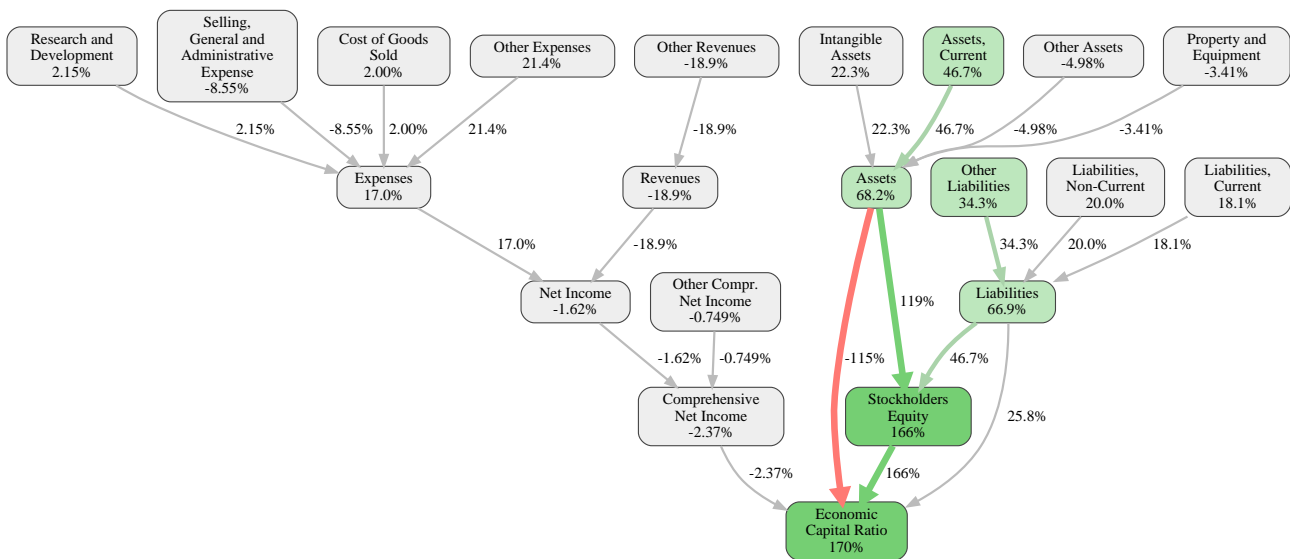 Research and
Development
2.15%
Selling,
General and
Administrative
Expense
-8.55%
Cost of Goods
Sold
2.00%
Other Expenses
21.4%
Other Revenues
-18.9%
Intangible
Assets
22.3%
Assets,
Current
46.7%
Other Assets
-4.98%
Property and
Equipment
-3.41%
2.15%
-8.55%
2.00%
21.4%
-18.9%
22.3%
46.7%
-4.98%
-3.41%
Expenses
17.0%
Revenues
-18.9%
Assets
68.2%
Other
Liabilities
34.3%
Liabilities,
Non-Current
20.0%
Liabilities,
Current
18.1%
17.0%
-18.9%
34.3%
20.0%
18.1%
Net Income
-1.62%
Other Compr.
Net Income
-0.749%
119%
Liabilities
66.9%
-1.62%
-0.749%
-115%
46.7%
Comprehensive
Net Income
-2.37%
Stockholders
Equity
166%
25.8%
-2.37%
166%
Economic
Capital Ratio
170%